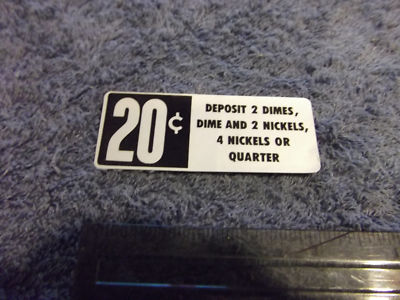 20¢
DEPOSIT 2 DIMES,
DIME AND 2 NICKELS,
4 NICKELS OR
QUARTER